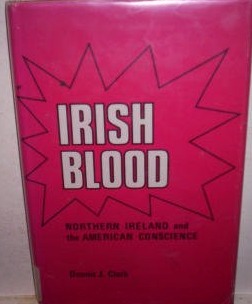 IRISH
BLOOD
NORTHERN IRELAND and
the AMERICAN CONSCIENCE
Dennis J. Clark